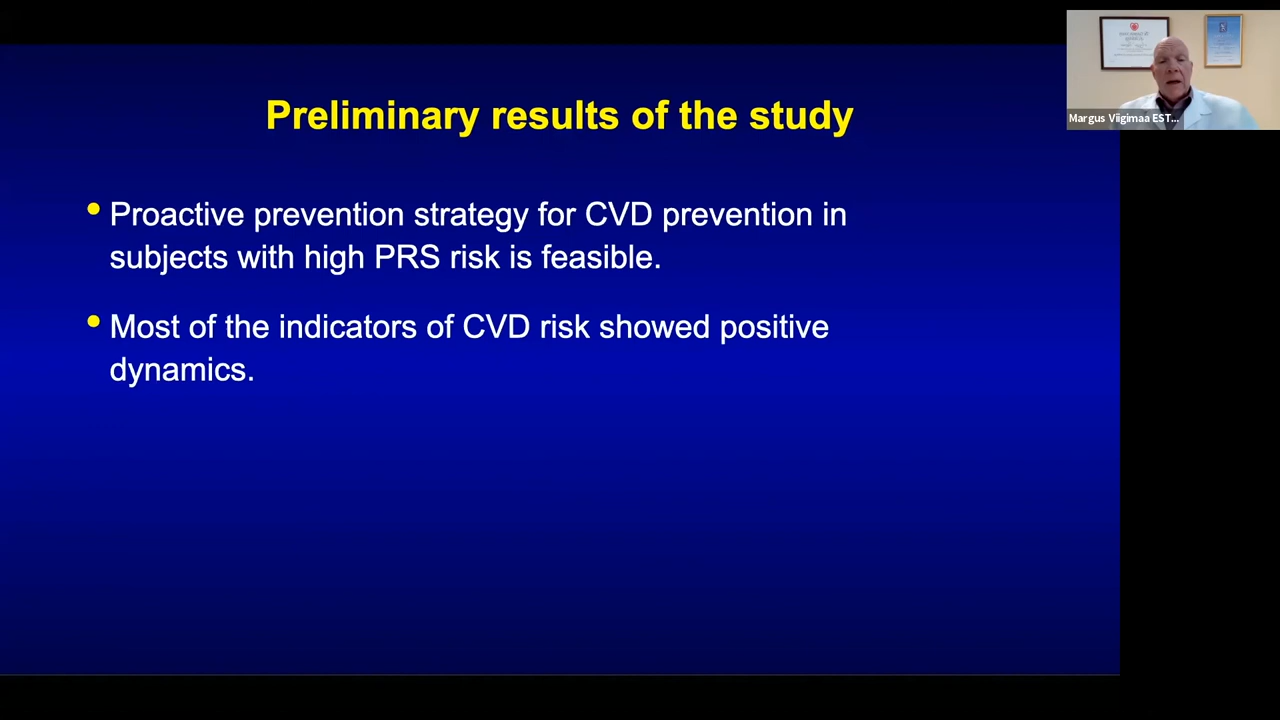 Preliminary results of the study
Margus Viigimaa EST...
• Proactive prevention strategy for CVD prevention in
subjects with high PRS risk is feasible.
• Most of the indicators of CVD risk showed positive
dynamics.